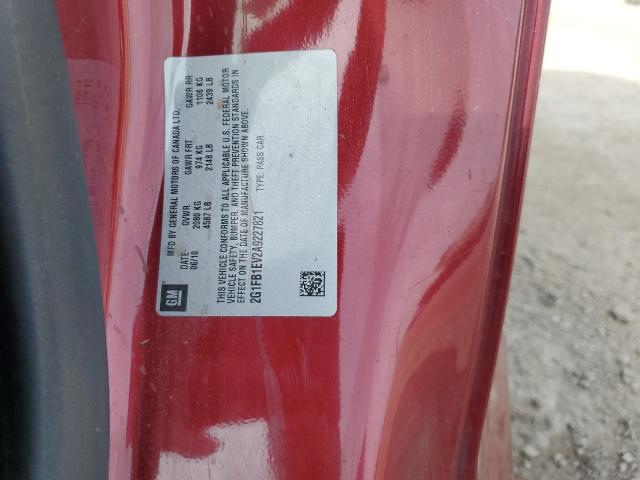 GM
MFD BY GENERAL MOTORS OF CANADA LTD.
DATE GVWR GAWR FRT GAWR RR
06/10 2080 KG 974 KG 1106 KG
4587 LB 2148 LB 2439 LB
THIS VEHICLE CONFORMS TO ALL APPLICABLE U.S. FEDERAL MOTOR
VEHICLE SAFETY, BUMPER, AND THEFT PREVENTION STANDARDS IN
EFFECT ON THE DATE OF MANUFACTURE SHOWN ABOVE.
2G1FB1EV2A9227821 TYPE: PASS CAR